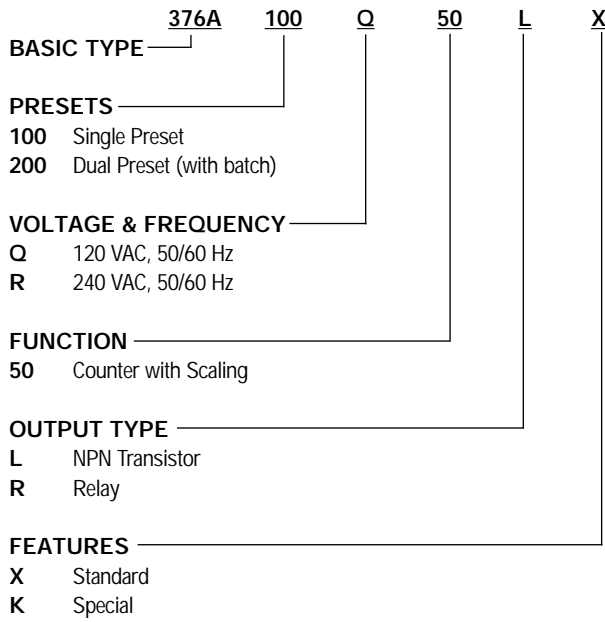 376A 100 Q 50 L X
BASIC TYPE
PRESETS
100 Single Preset
200 Dual Preset (with batch)
VOLTAGE & FREQUENCY
Q 120 VAC, 50/60 Hz
R 240 VAC, 50/60 Hz
FUNCTION
50 Counter with Scaling
OUTPUT TYPE
L NPN Transistor
R Relay
FEATURES
X Standard
K Special